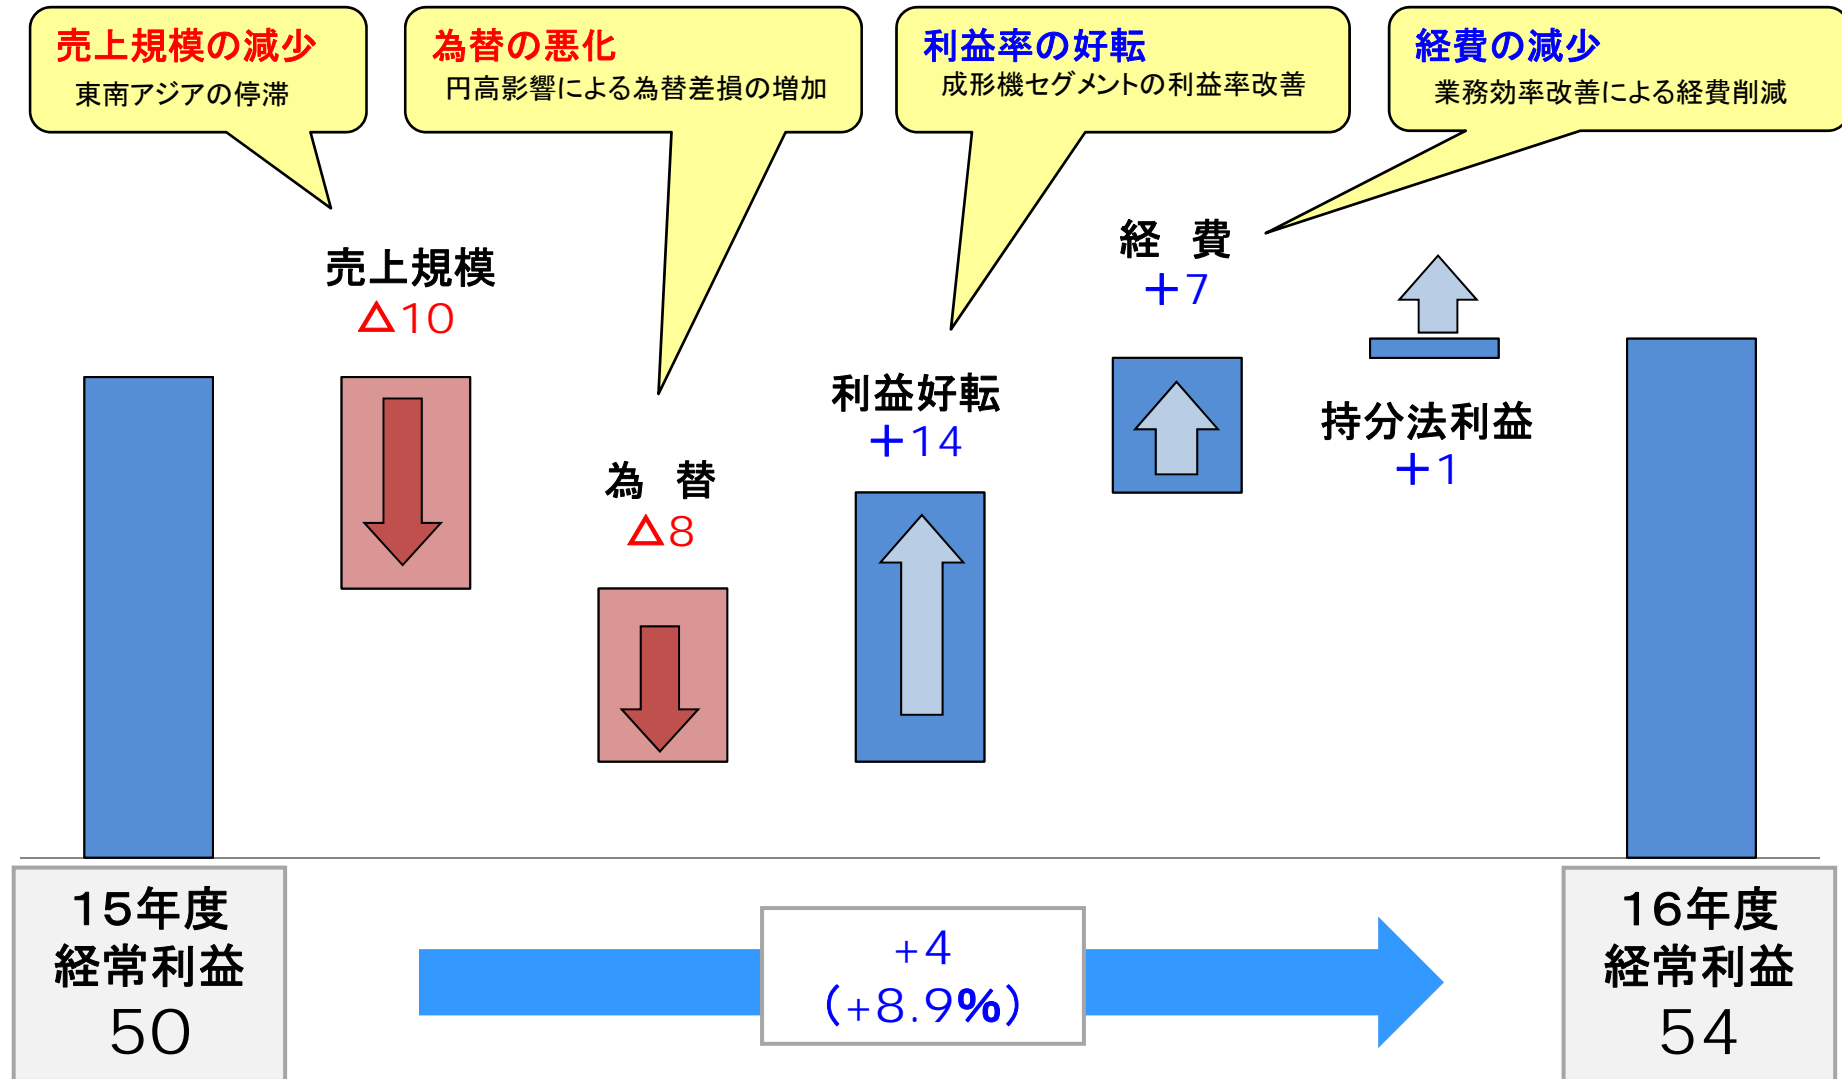 売上規模の減少
東南アジアの停滞
為替の悪化
円高影響による為替差損の増加
利益率の好転
成形機セグメントの利益率改善
経費の減少
業務効率改善による経費削減
売上規模
△10
為 替
△8
利益好転
+14
経 費
+7
持分法利益
+1
15年度
経常利益
50
+4
(+8.9%)
16年度
経常利益
54